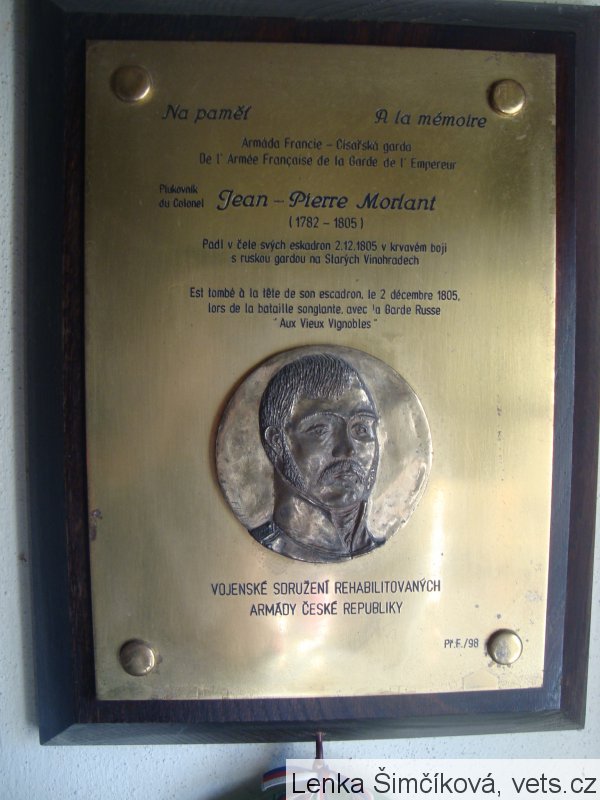 Na paměť
A la mémoire
Armáda Francie - Císařská garda
De l' Armée Française de la Garde de l' Empereur
Plukovník
du Colonel
Jean - Pierre Morlant
(1782 - 1805)
Padl v čele svých eskadron 2.12.1805 v krvavém boji
s ruskou gardou na Starých Vinohradech
Est tombé à la tête de son escadron, le 2 décembre 1805,
lors de la bataille songlante, avec la Garde Russe
"Aux Vieux Vignobles"
VOJENSKÉ SDRUŽENÍ REHABILITOVANÝCH
ARMÁDY ČESKÉ REPUBLIKY
Př.F./98
Lenka Šimčíková, vets.cz